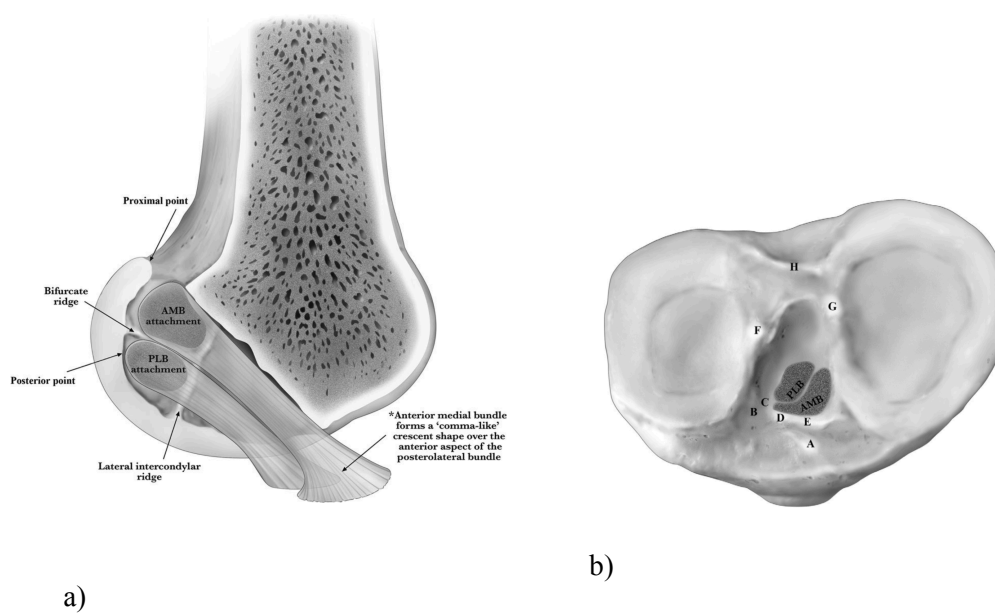 Proximal point
Bifurcate
ridge
AMB
attachment
PLB
attachment
Posterior point
Lateral intercondylar
ridge
*Anterior medial bundle
forms a 'comma-like'
crescent shape over the
anterior aspect of the
posterolateral bundle
a)
H
G
F
PLB
AMB
C
B
D
E
A
b)